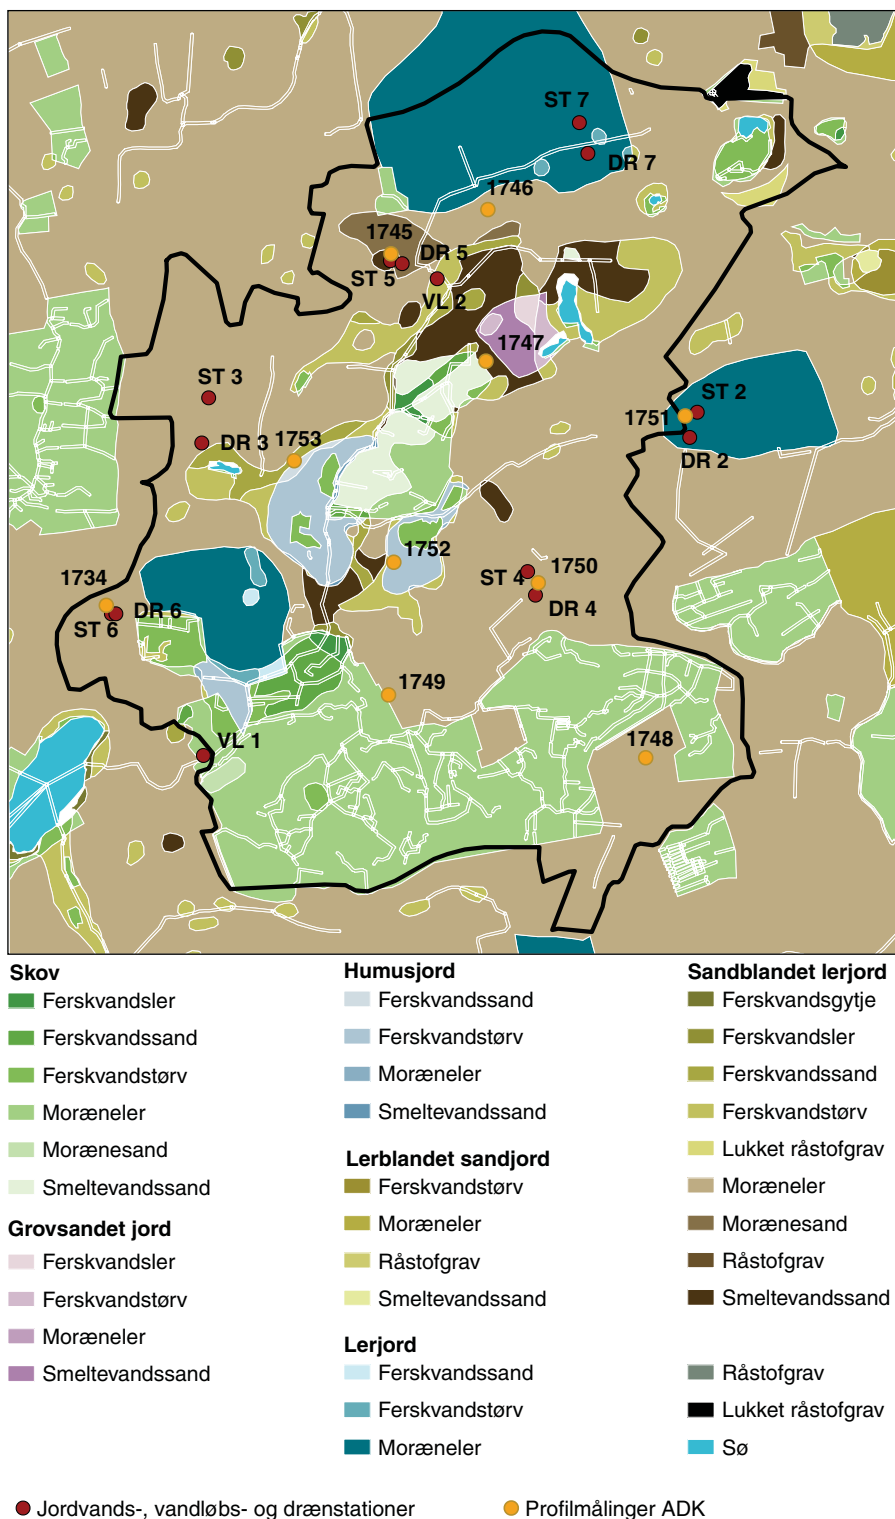 ST 7
DR 7
1746
1745
DR 5
ST 5
VL 2
1747
ST 3
ST 2
1751
DR 3
1753
DR 2
1752
ST 4
1750
1734
DR 6
DR 4
ST 6
1749
VL 1
1748
Skov
Ferskvandsler
Ferskvandssand
Ferskvandstørv
Moræneler
Morænesand
Smeltevandssand
Grovsandet jord
Ferskvandsler
Ferskvandstørv
Moræneler
Smeltevandssand
Humusjord
Ferskvandssand
Ferskvandstørv
Moræneler
Smeltevandssand
Lerblandet sandjord
Ferskvandstørv
Moræneler
Råstofgrav
Smeltevandssand
Lerjord
Ferskvandssand
Ferskvandstørv
Moræneler
Sandblandet lerjord
Ferskvandsgytje
Ferskvandsler
Ferskvandssand
Ferskvandstørv
Lukket råstofgrav
Moræneler
Morænesand
Råstofgrav
Smeltevandssand
Råstofgrav
Lukket råstofgrav
Sø
Jordvands-, vandløbs- og drænstationer
Profilmålinger ADK